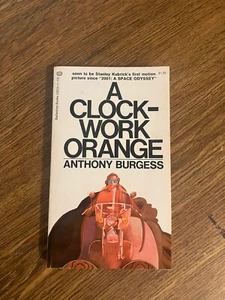 soon to be Stanley Kubrick's first motion
picture since "2001: A SPACE ODYSSEY"
A
CLOCK-
WORK
ORANGE
ANTHONY BURGESS